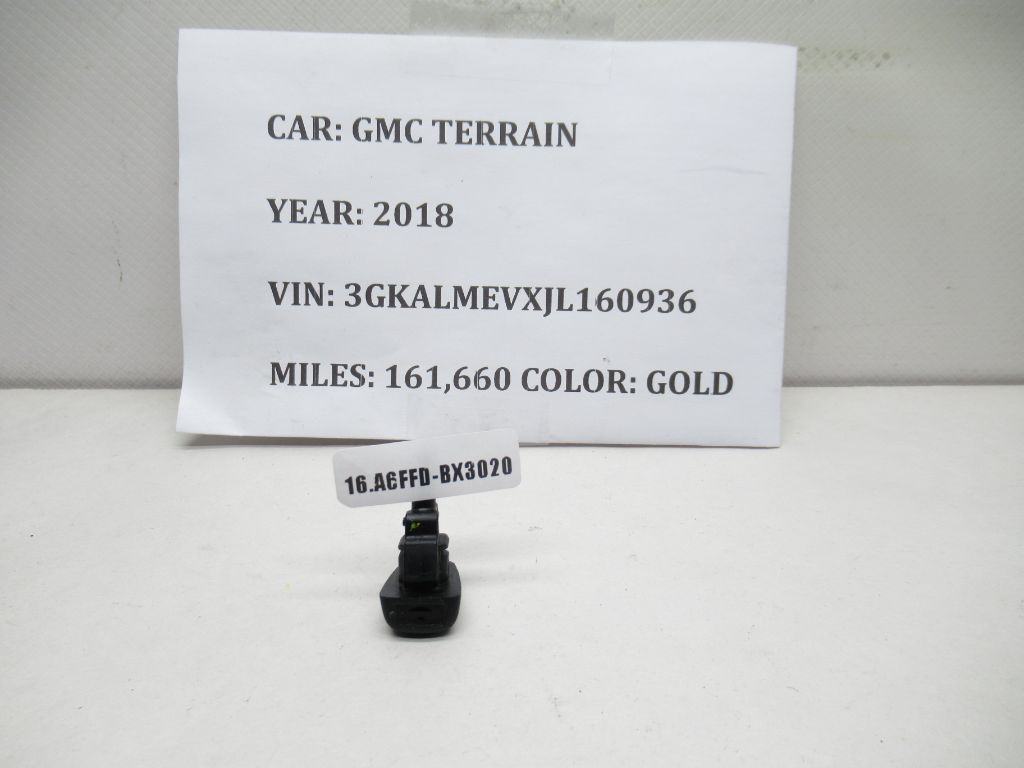 CAR: GMC TERRAIN
YEAR: 2018
VIN: 3GKALMEVXJL160936
MILES: 161,660 COLOR: GOLD
16.A6FFD-BX3020